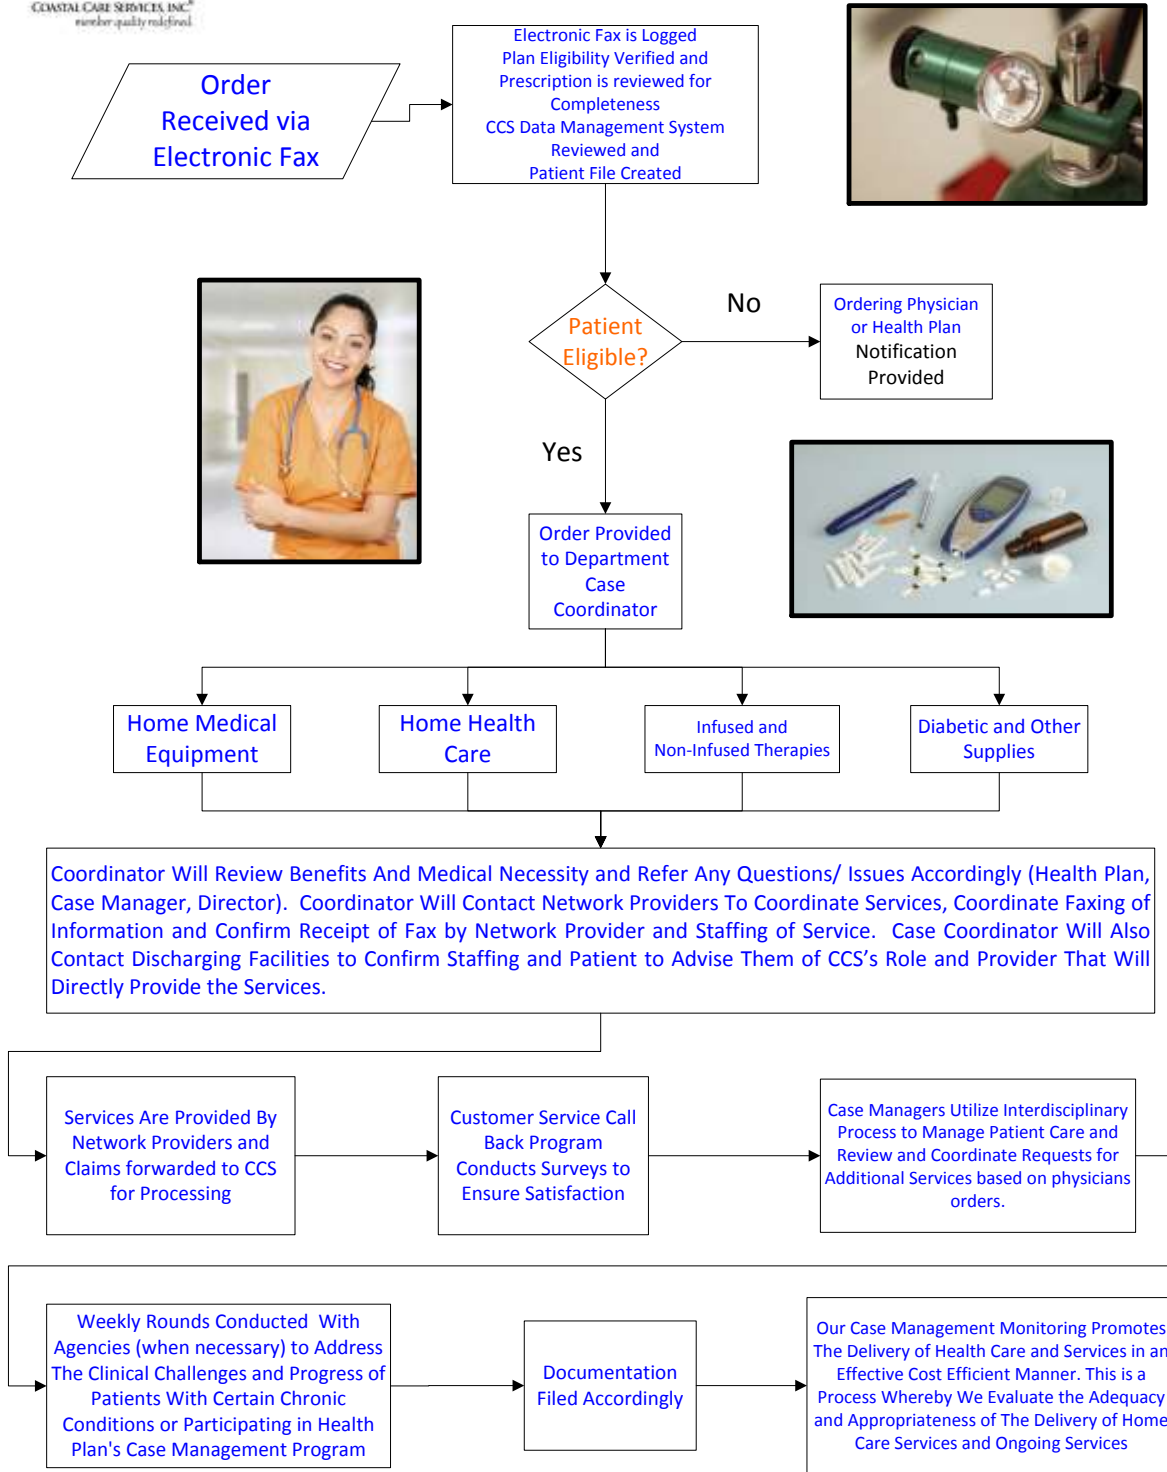 COASTAL CARE SERVICES, INC®
member quality redefined.
Order
Received via
Electronic Fax
Electronic Fax is Logged
Plan Eligibility Verified and
Prescription is reviewed for
Completeness
CCS Data Management System
Reviewed and
Patient File Created
Patient
Eligible?
No
Ordering Physician
or Health Plan
Notification
Provided
Yes
Order Provided
to Department
Case
Coordinator
Home Medical
Equipment
Home Health
Care
Infused and
Non-Infused Therapies
Diabetic and Other
Supplies
Coordinator Will Review Benefits And Medical Necessity and Refer Any Questions/ Issues Accordingly (Health Plan,
Case Manager, Director). Coordinator Will Contact Network Providers To Coordinate Services, Coordinate Faxing of
Information and Confirm Receipt of Fax by Network Provider and Staffing of Service. Case Coordinator Will Also
Contact Discharging Facilities to Confirm Staffing and Patient to Advise Them of CCS’s Role and Provider That Will
Directly Provide the Services.
Services Are Provided By
Network Providers and
Claims forwarded to CCS
for Processing
Customer Service Call
Back Program
Conducts Surveys to
Ensure Satisfaction
Case Managers Utilize Interdisciplinary
Process to Manage Patient Care and
Review and Coordinate Requests for
Additional Services based on physicians
orders.
Weekly Rounds Conducted With
Agencies (when necessary) to Address
The Clinical Challenges and Progress of
Patients With Certain Chronic
Conditions or Participating in Health
Plan's Case Management Program
Documentation
Filed Accordingly
Our Case Management Monitoring Promotes
The Delivery of Health Care and Services in an
Effective Cost Efficient Manner. This is a
Process Whereby We Evaluate the Adequacy
and Appropriateness of The Delivery of Home
Care Services and Ongoing Services